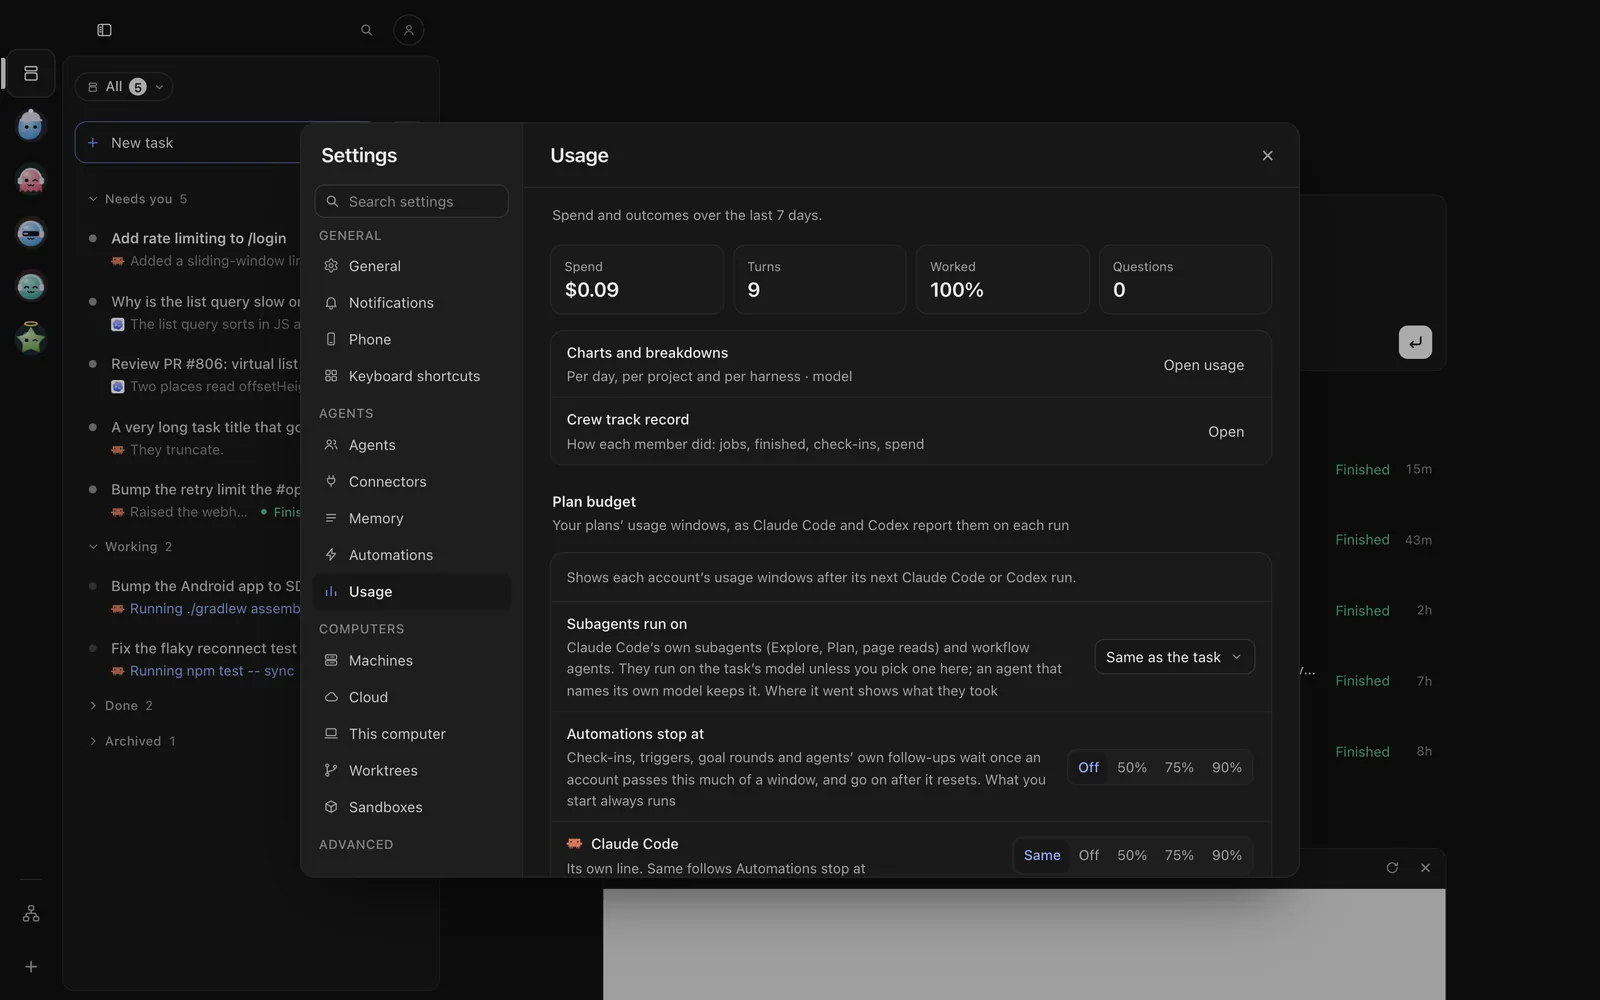 All 5
New task
Needs you 5
Add rate limiting to /login
Added a sliding-window
Why is the list query slow
The list query sorts in JS
Review PR #806: virtual list
Two places read
A very long task title that
They truncate.
Bump the retry limit the
Raised the webh...
Working 2
Bump the Android app to
Running ./gradlew
Fix the flaky reconnect test
Running npm test -- sync
Done 2
Archived 1
Settings
Search settings
GENERAL
General
Notifications
Phone
Keyboard shortcuts
AGENTS
Agents
Connectors
Memory
Automations
Usage
COMPUTERS
Machines
Cloud
This computer
Worktrees
Sandboxes
ADVANCED
Usage
Spend and outcomes over the last 7 days.
Spend
$0.09
Turns
9
Worked
100%
Questions
0
Charts and breakdowns
Per day, per project and per harness · model
Open usage
Crew track record
How each member did: jobs, finished, check-ins, spend
Open
Plan budget
Your plans’ usage windows, as Claude Code and Codex report them on each run
Shows each account’s usage windows after its next Claude Code or Codex run.
Subagents run on
Claude Code’s own subagents (Explore, Plan, page reads) and workflow
agents. They run on the task’s model unless you pick one here; an agent that
names its own model keeps it. Where it went shows what they took
Same as the task
Automations stop at
Check-ins, triggers, goal rounds and agents’ own follow-ups wait once an
account passes this much of a window, and go on after it resets. What you
start always runs
Off 50% 75% 90%
Claude Code
Its own line. Same follows Automations stop at
Same Off 50% 75% 90%
Finished 15m
Finished 43m
Finished 2h
Finished 7h
Finished 8h